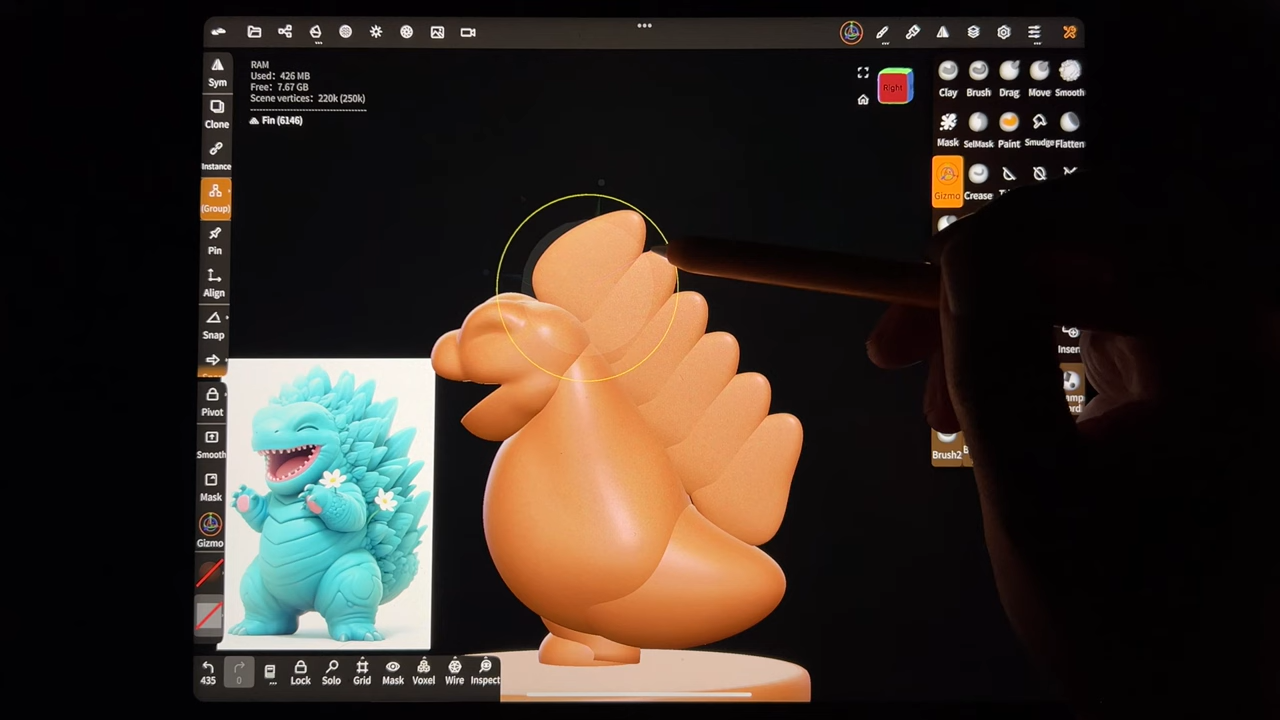 RAM
Used: 426 MB
Free: 7.67 GB
Scene vertices: 220k (250k)
Fin (6146)
Right
Sym
Clone
Instance
(Group)
Pin
Align
Snap
Pivot
Smooth
Mask
Gizmo
Clay Brush Drag Move Smooth
Mask SelMask Paint Smudge Flatten
Gizmo Crease
Brush2
435 0 Lock Solo Grid Mask Voxel Wire Inspect